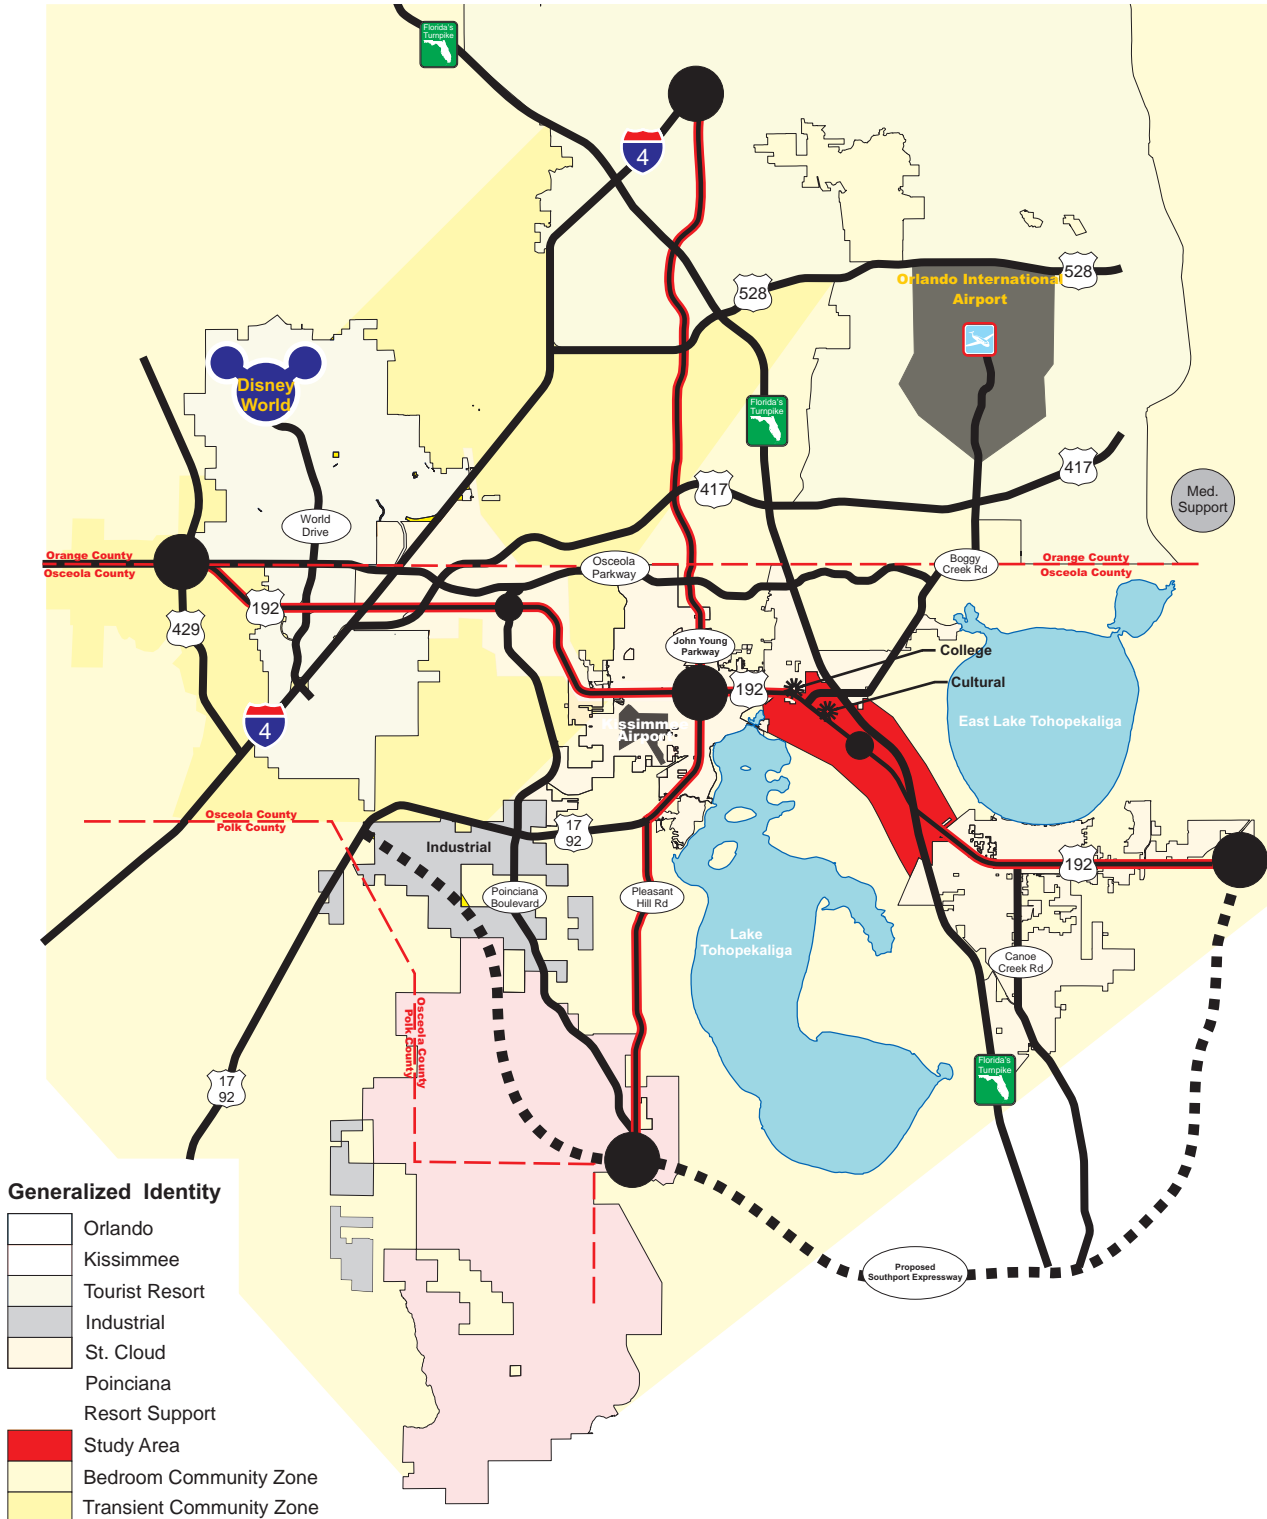 Florida's
Turnpike
4
528
528
Orlando International
Airport
Disney
World
Florida's
Turnpike
417
417
Med.
Support
World
Drive
Orange County
Osceola County
Osceola
Parkway
Boggy
Creek Rd
Orange County
Osceola County
192
429
John Young
Parkway
College
192
Cultural
4
Kissimmee
Airport
East Lake Tohopekaliga
Osceola County
Polk County
17
92
Industrial
192
Poinciana
Boulevard
Pleasant
Hill Rd
Lake
Tohopekaliga
Canoe
Creek Rd
Osceola County
Polk County
Florida's
Turnpike
17
92
Proposed
Southport Expressway
Generalized Identity
Orlando
Kissimmee
Tourist Resort
Industrial
St. Cloud
Poinciana
Resort Support
Study Area
Bedroom Community Zone
Transient Community Zone